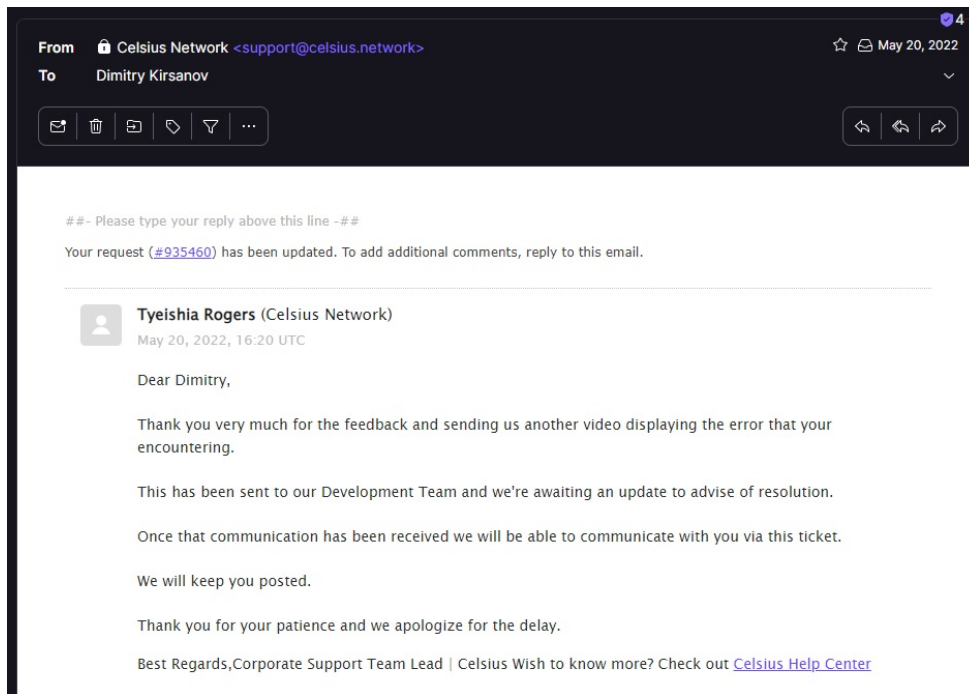 4
From Celsius Network <support@celsius.network> May 20, 2022
To Dimitry Kirsanov
##- Please type your reply above this line -##
Your request (#935460) has been updated. To add additional comments, reply to this email.
Tyeishia Rogers (Celsius Network)
May 20, 2022, 16:20 UTC
Dear Dimitry,
Thank you very much for the feedback and sending us another video displaying the error that your
encountering.
This has been sent to our Development Team and we're awaiting an update to advise of resolution.
Once that communication has been received we will be able to communicate with you via this ticket.
We will keep you posted.
Thank you for your patience and we apologize for the delay.
Best Regards,Corporate Support Team Lead | Celsius Wish to know more? Check out Celsius Help Center